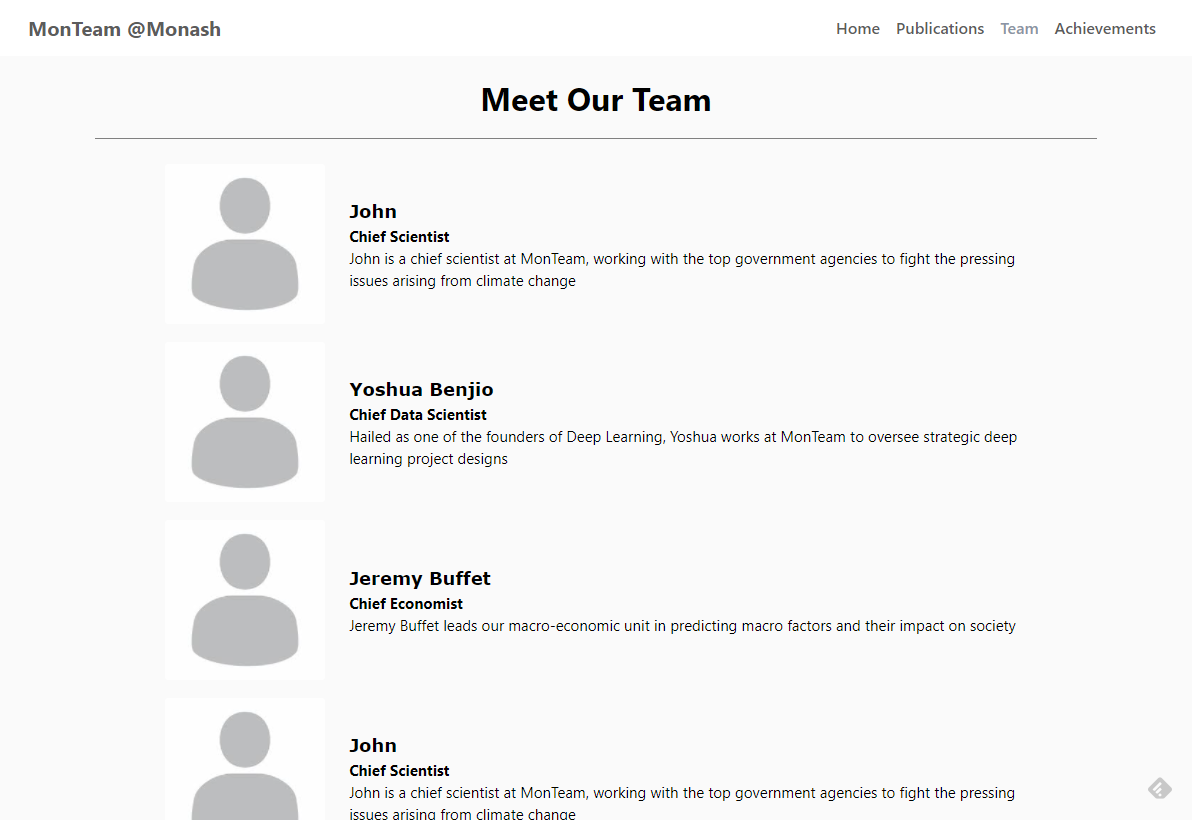 MonTeam @Monash
Home Publications Team Achievements
Meet Our Team
John
Chief Scientist
John is a chief scientist at MonTeam, working with the top government agencies to fight the pressing
issues arising from climate change
Yoshua Benjio
Chief Data Scientist
Hailed as one of the founders of Deep Learning, Yoshua works at MonTeam to oversee strategic deep
learning project designs
Jeremy Buffet
Chief Economist
Jeremy Buffet leads our macro-economic unit in predicting macro factors and their impact on society
John
Chief Scientist
John is a chief scientist at MonTeam, working with the top government agencies to fight the pressing
issues arising from climate change